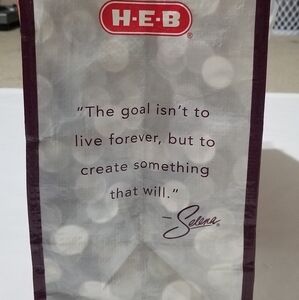 H-E-B
"The goal isn't to
live forever, but to
create something
that will."
— Selena